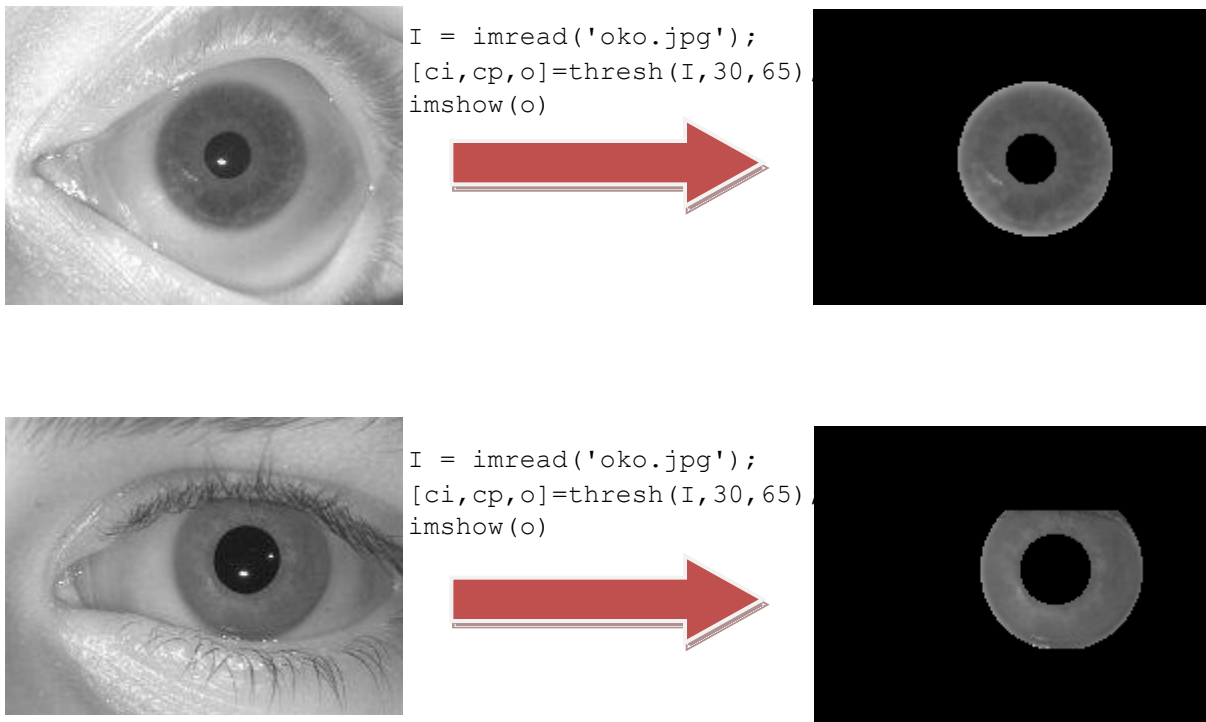 I = imread('oko.jpg');
[ci,cp,o]=thresh(I,30,65),
imshow(o)
I = imread('oko.jpg');
[ci,cp,o]=thresh(I,30,65),
imshow(o)